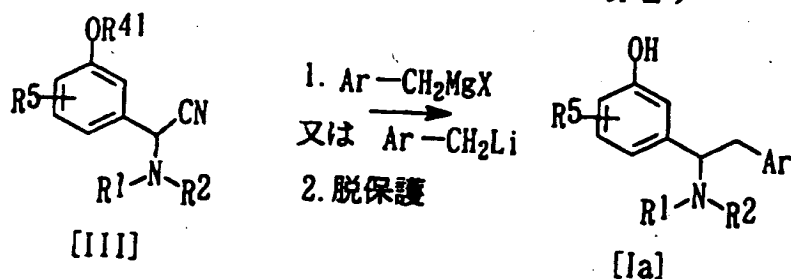 OR41
R5
CN
N
R1
R2
[III]
1. Ar-CH2MgX
又は Ar-CH2Li
2. 脱保護
OH
R5
Ar
N
R1
R2
[Ia]